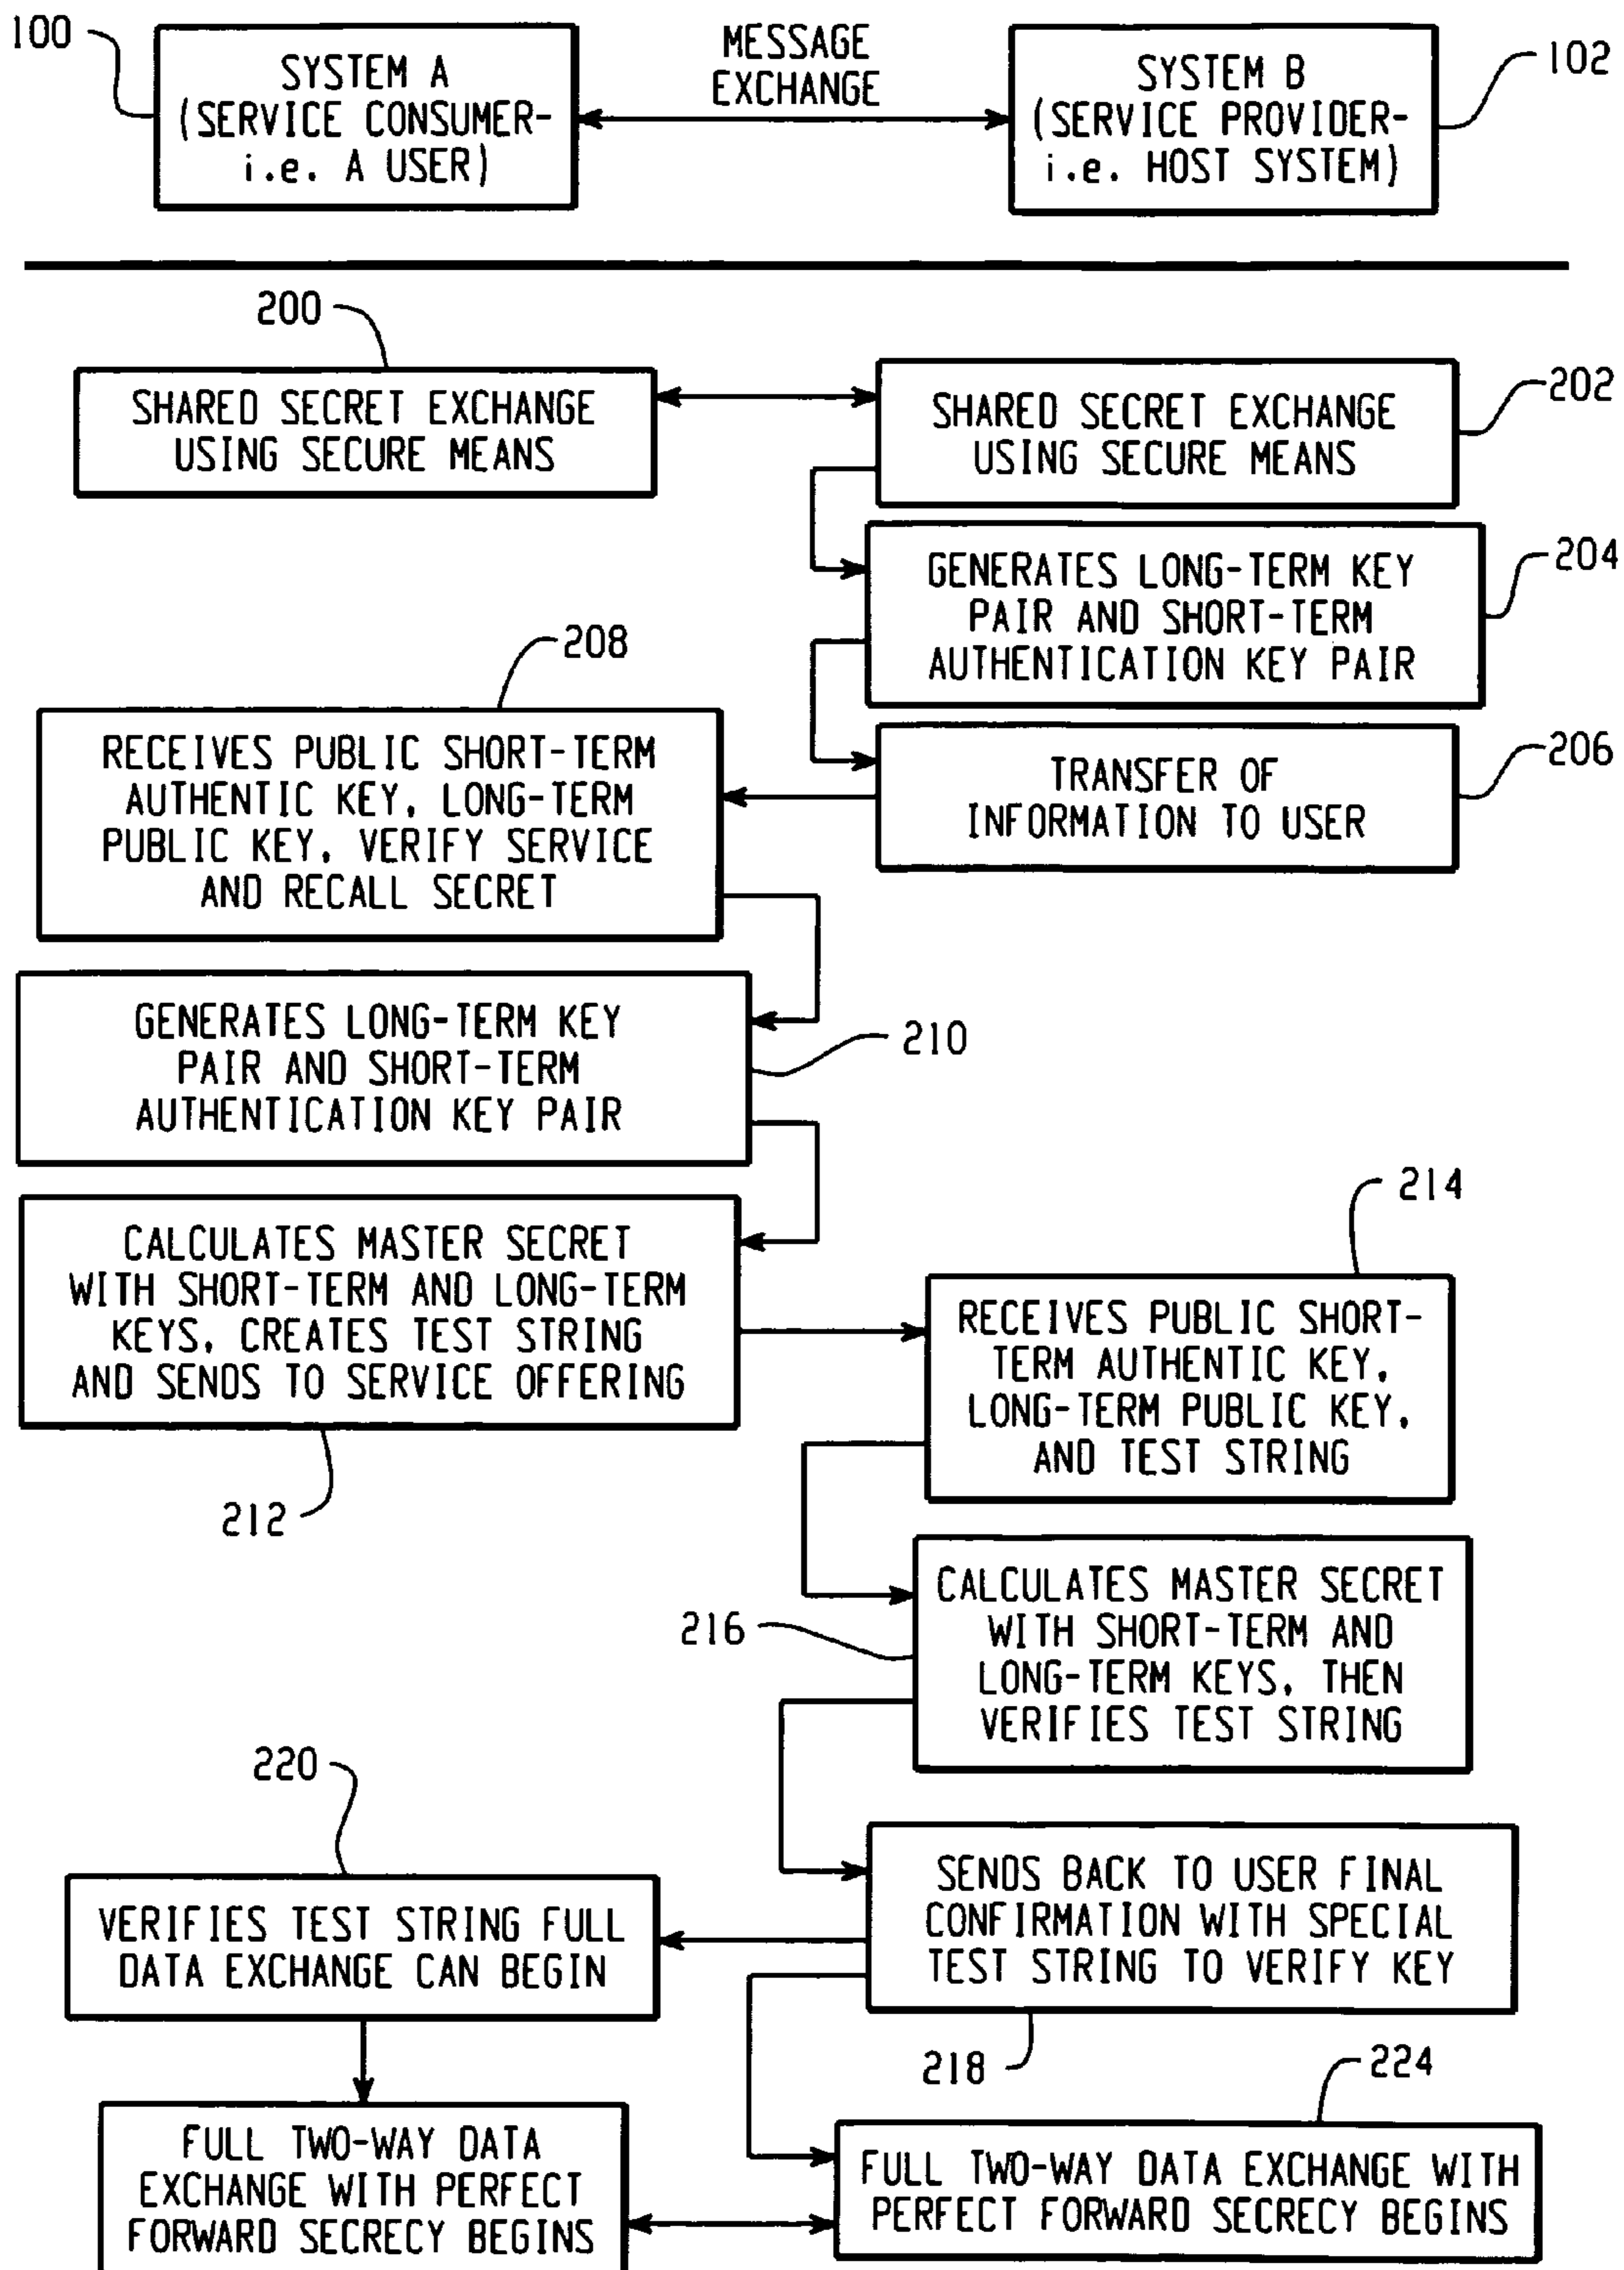 100
SYSTEM A
(SERVICE CONSUMER-
i.e. A USER)
MESSAGE
EXCHANGE
SYSTEM B
(SERVICE PROVIDER-
i.e. HOST SYSTEM)
102
200
SHARED SECRET EXCHANGE
USING SECURE MEANS
SHARED SECRET EXCHANGE
USING SECURE MEANS
202
GENERATES LONG-TERM KEY
PAIR AND SHORT-TERM
AUTHENTICATION KEY PAIR
204
TRANSFER OF
INFORMATION TO USER
206
208
RECEIVES PUBLIC SHORT-TERM
AUTHENTIC KEY, LONG-TERM
PUBLIC KEY, VERIFY SERVICE
AND RECALL SECRET
GENERATES LONG-TERM KEY
PAIR AND SHORT-TERM
AUTHENTICATION KEY PAIR
210
CALCULATES MASTER SECRET
WITH SHORT-TERM AND LONG-TERM
KEYS, CREATES TEST STRING
AND SENDS TO SERVICE OFFERING
212
214
RECEIVES PUBLIC SHORT-
TERM AUTHENTIC KEY,
LONG-TERM PUBLIC KEY,
AND TEST STRING
216
CALCULATES MASTER SECRET
WITH SHORT-TERM AND
LONG-TERM KEYS, THEN
VERIFIES TEST STRING
SENDS BACK TO USER FINAL
CONFIRMATION WITH SPECIAL
TEST STRING TO VERIFY KEY
218
220
VERIFIES TEST STRING FULL
DATA EXCHANGE CAN BEGIN
FULL TWO-WAY DATA
EXCHANGE WITH PERFECT
FORWARD SECRECY BEGINS
224
FULL TWO-WAY DATA EXCHANGE WITH
PERFECT FORWARD SECRECY BEGINS